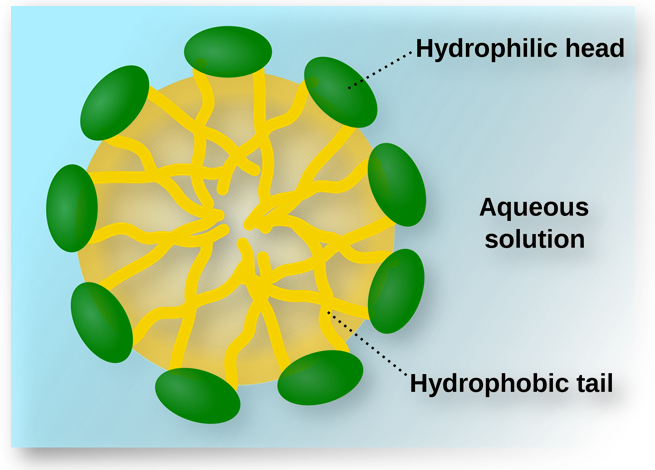 Hydrophilic head
Aqueous
solution
Hydrophobic tail